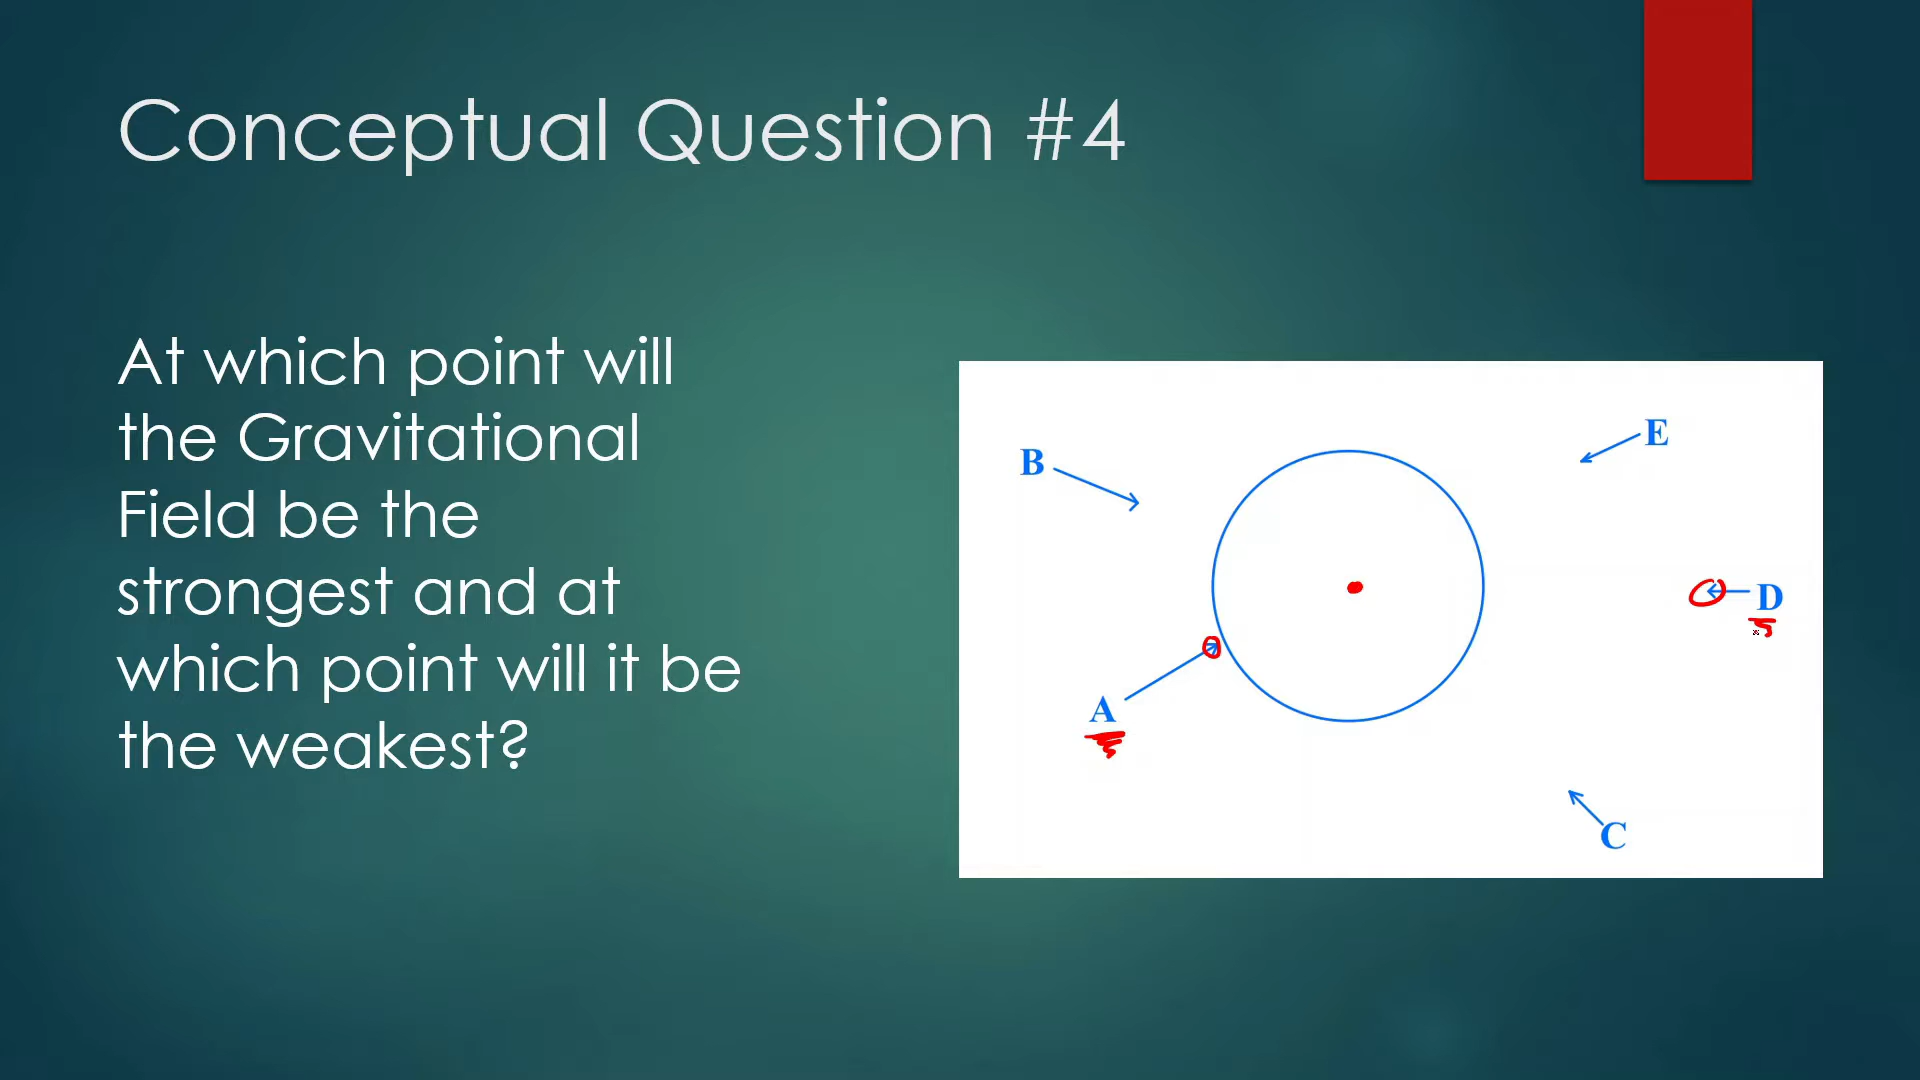 Conceptual Question #4
At which point will
the Gravitational
Field be the
strongest and at
which point will it be
the weakest?
B
E
D
A
C